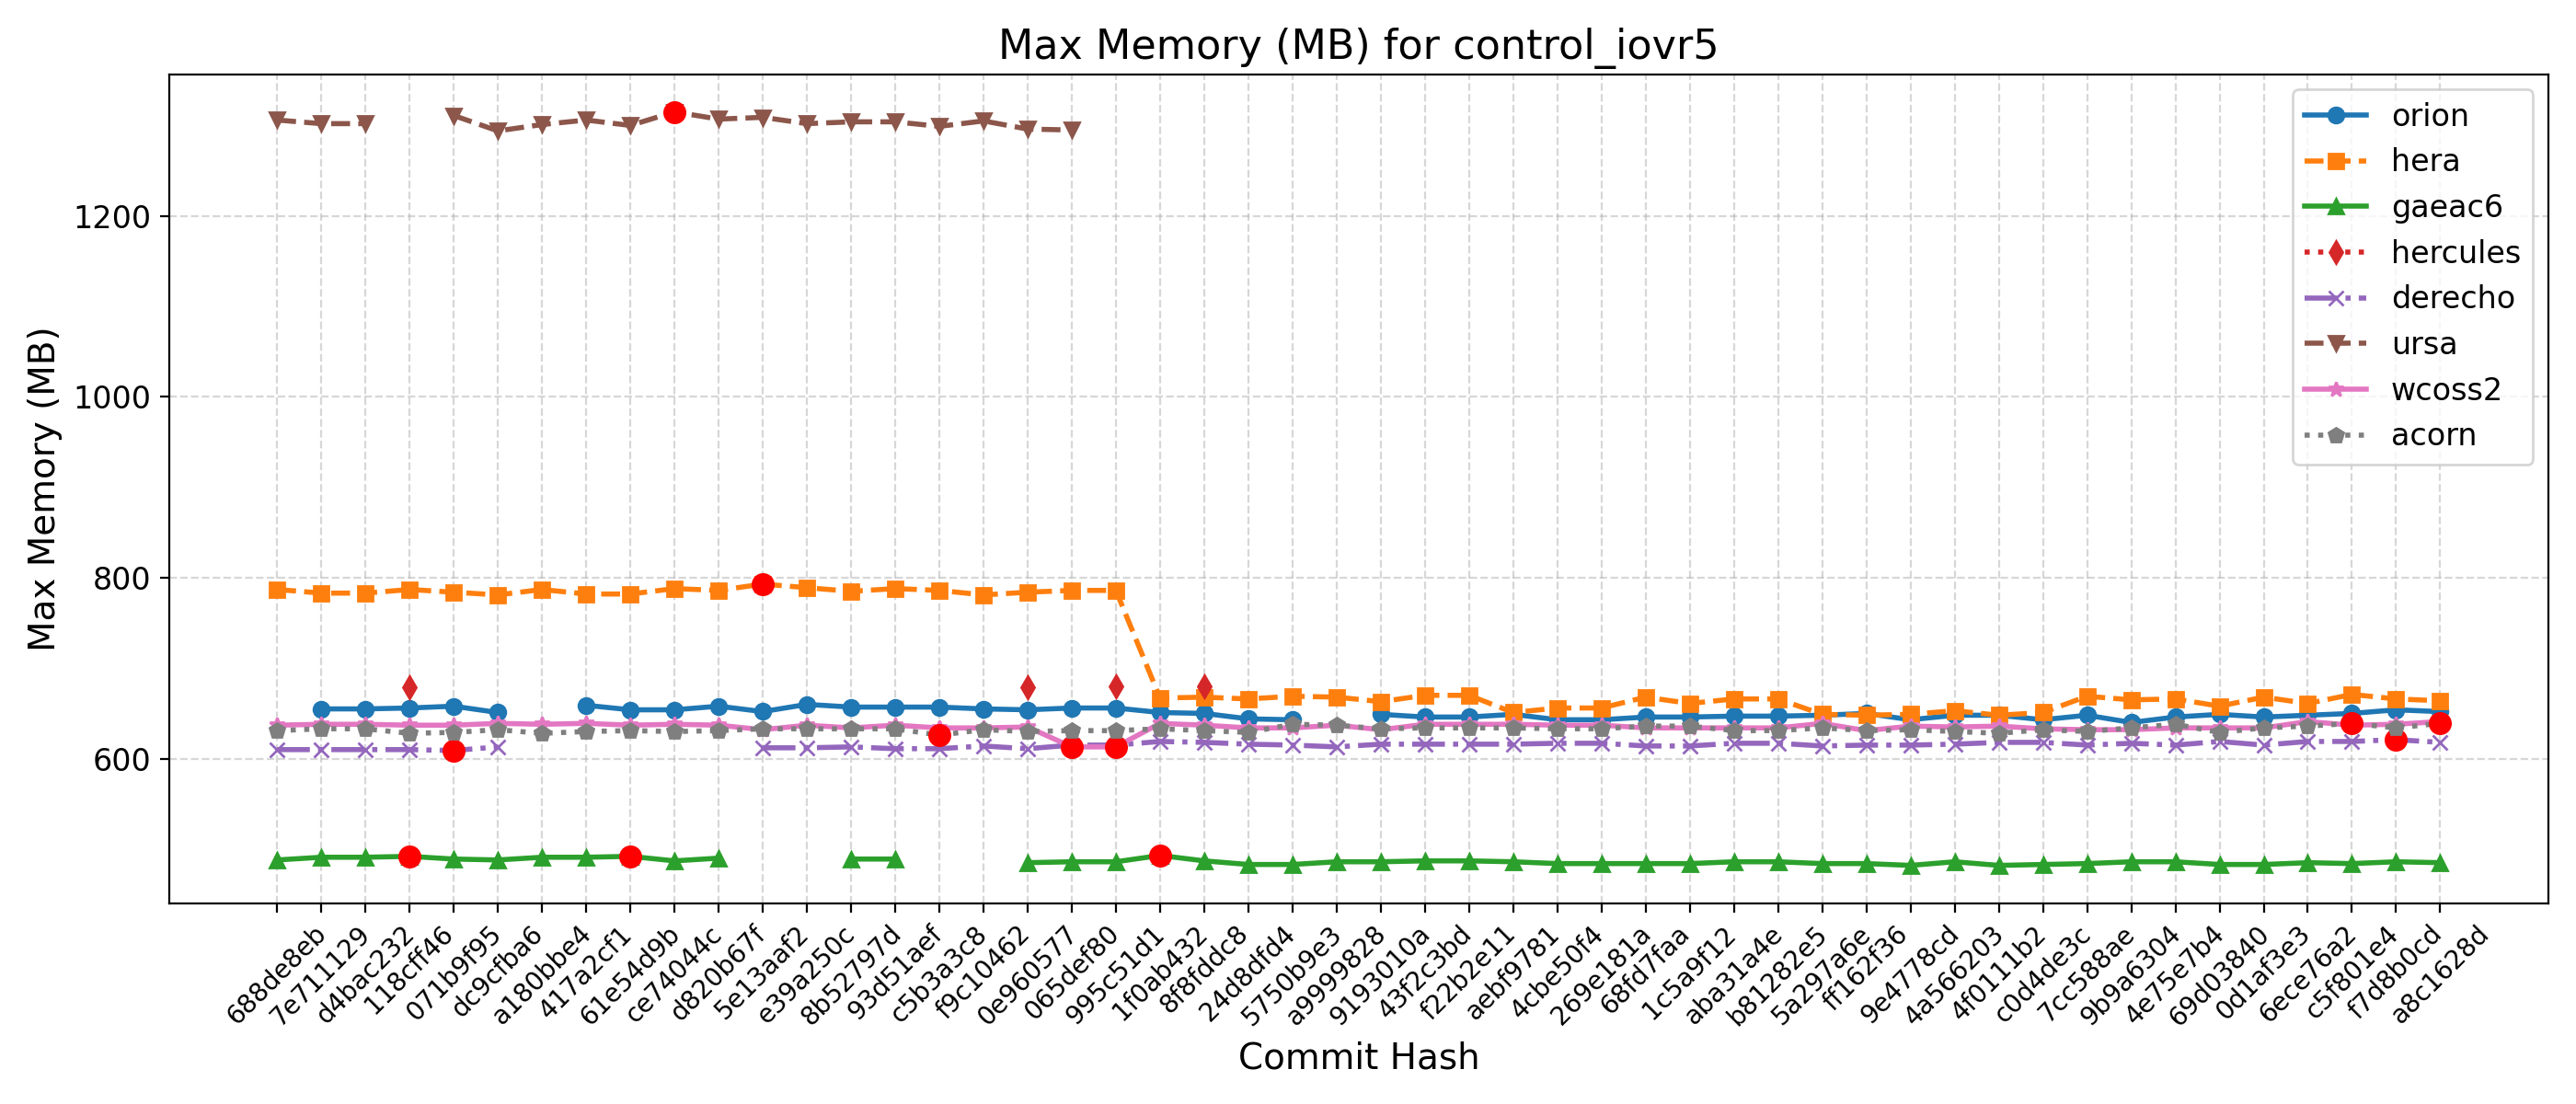 Max Memory (MB) for control_iovr5
Max Memory (MB)
1200
1000
800
600
orion
hera
gaeac6
hercules
derecho
ursa
wcoss2
acorn
688de8eb
7e711129
d4bac232
118cff46
071b9f95
dc9cfba6
a180bbe4
417a2cf1
61e54d9b
ce74044c
d820b67f
5e13aaf2
e39a250c
8b52797d
93d51aef
c5b3a3c8
f9c10462
0e960577
065def80
995c51d1
1f0ab432
8f8fddc8
24d8dfd4
5750b9e3
a9999828
9193010a
43f2c3bd
f22b2e11
aebf9781
4cbe50f4
269e181a
68fd7faa
1c5a9f12
aba31a4e
b81282e5
5a297a6e
ff162f36
9e4778cd
4a566203
4f0111b2
c0d4de3c
7cc588ae
9b9a6304
4e75e7b4
69d03840
0d1af3e3
6ece76a2
c5f801e4
f7d8b0cd
a8c1628d
Commit Hash